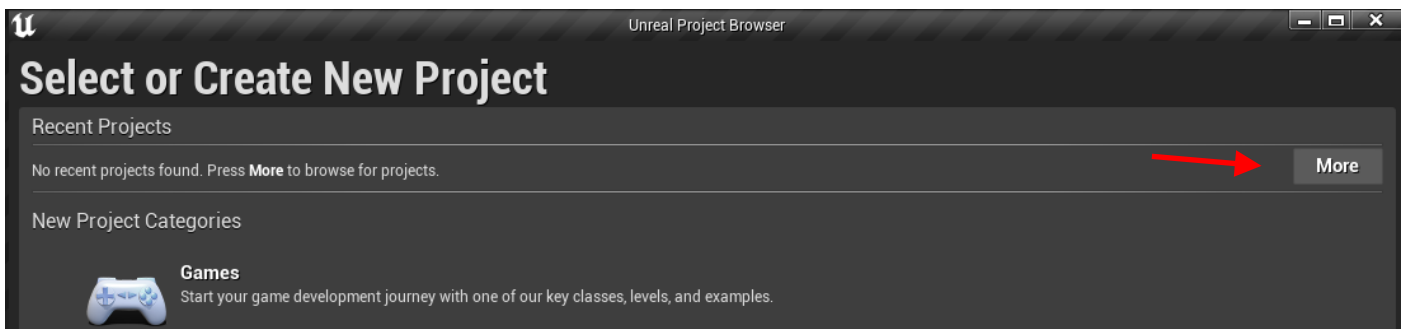 Unreal Project Browser
Select or Create New Project
Recent Projects
No recent projects found. Press More to browse for projects.
More
New Project Categories
Games
Start your game development journey with one of our key classes, levels, and examples.